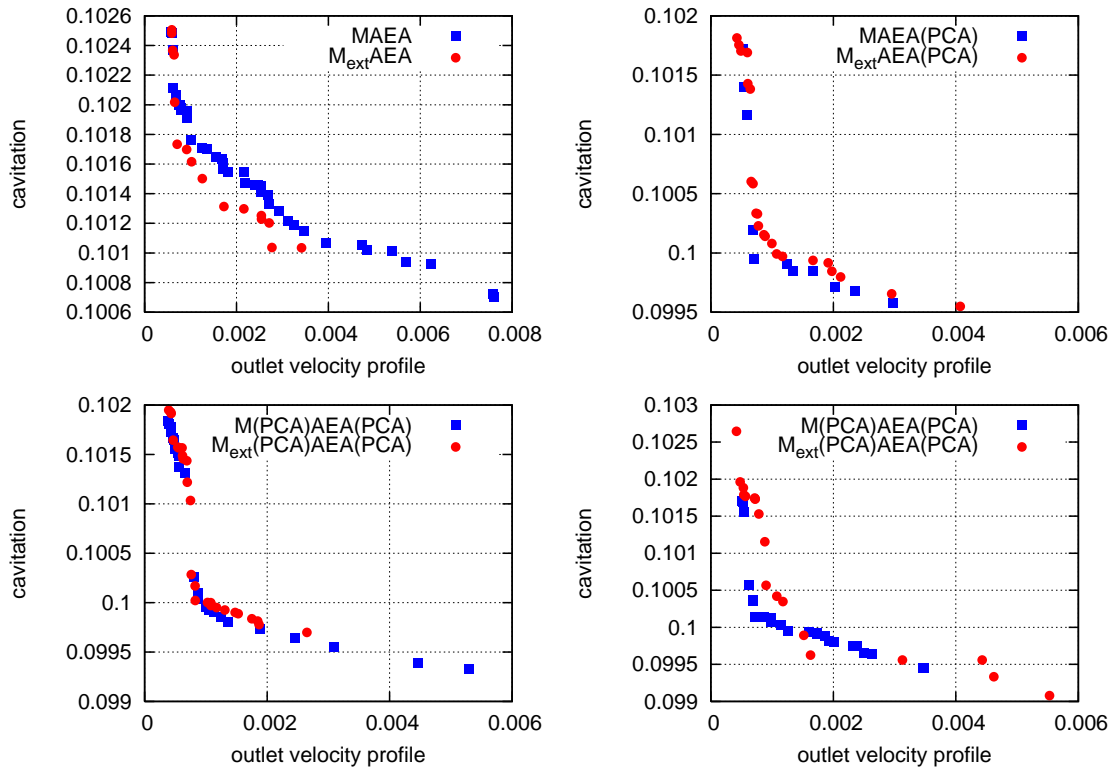 0.1026
0.1024
0.1022
0.102
0.1018
0.1016
0.1014
0.1012
0.101
0.1008
0.1006
cavitation
MAEA
MextAEA
0 0.002 0.004 0.006 0.008
outlet velocity profile
0.102
0.1015
0.101
0.1005
0.1
0.0995
cavitation
MAEA(PCA)
MextAEA(PCA)
0 0.002 0.004 0.006
outlet velocity profile
0.102
0.1015
0.101
0.1005
0.1
0.0995
0.099
cavitation
M(PCA)AEA(PCA)
Mext(PCA)AEA(PCA)
0 0.002 0.004 0.006
outlet velocity profile
0.103
0.1025
0.102
0.1015
0.101
0.1005
0.1
0.0995
0.099
cavitation
M(PCA)AEA(PCA)
Mext(PCA)AEA(PCA)
0 0.002 0.004 0.006
outlet velocity profile